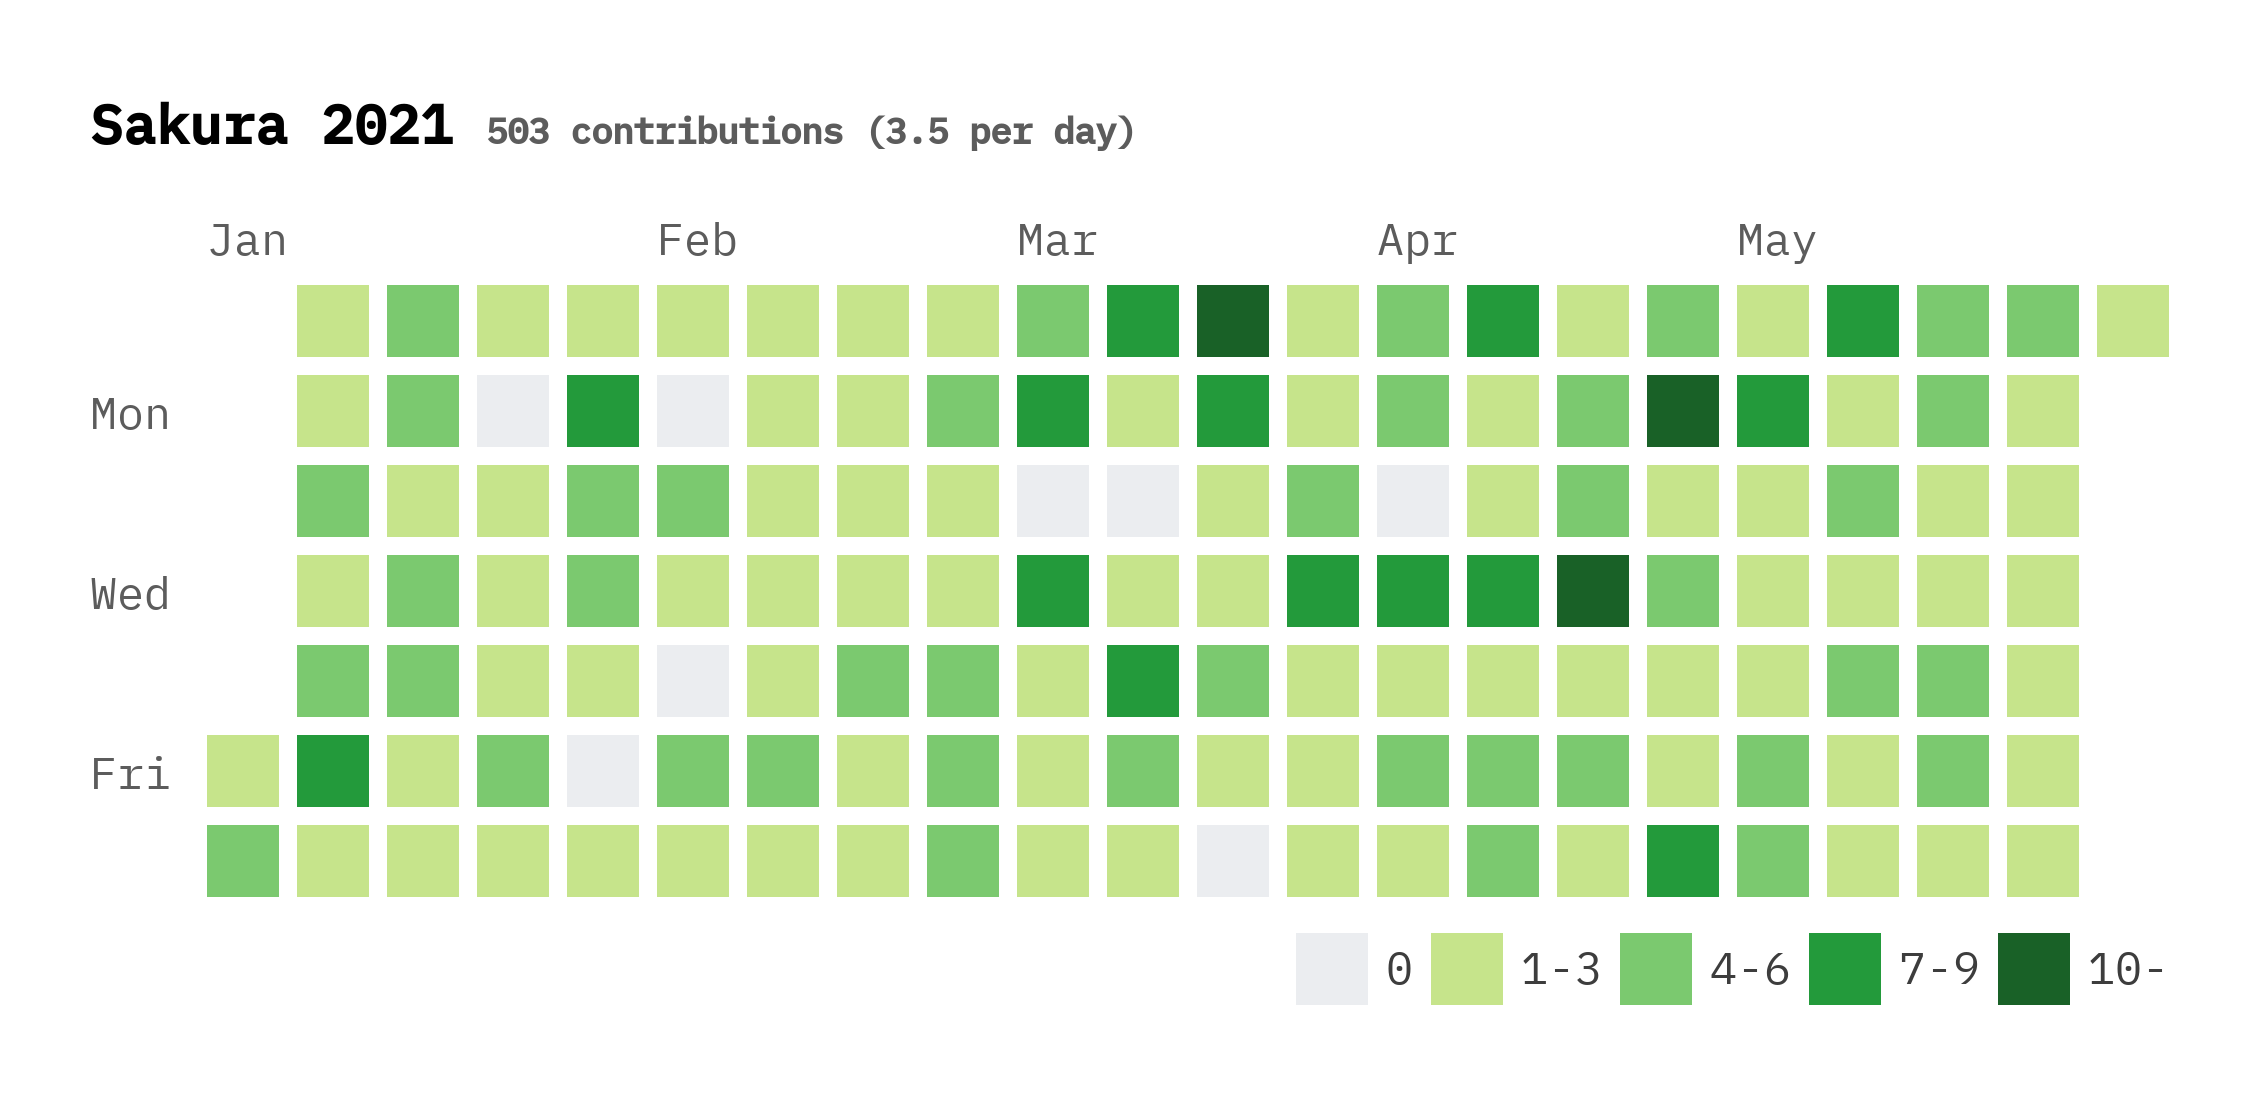 Sakura 2021 503 contributions (3.5 per day)
Jan Feb Mar Apr May
Mon
Wed
Fri
0 1-3 4-6 7-9 10-